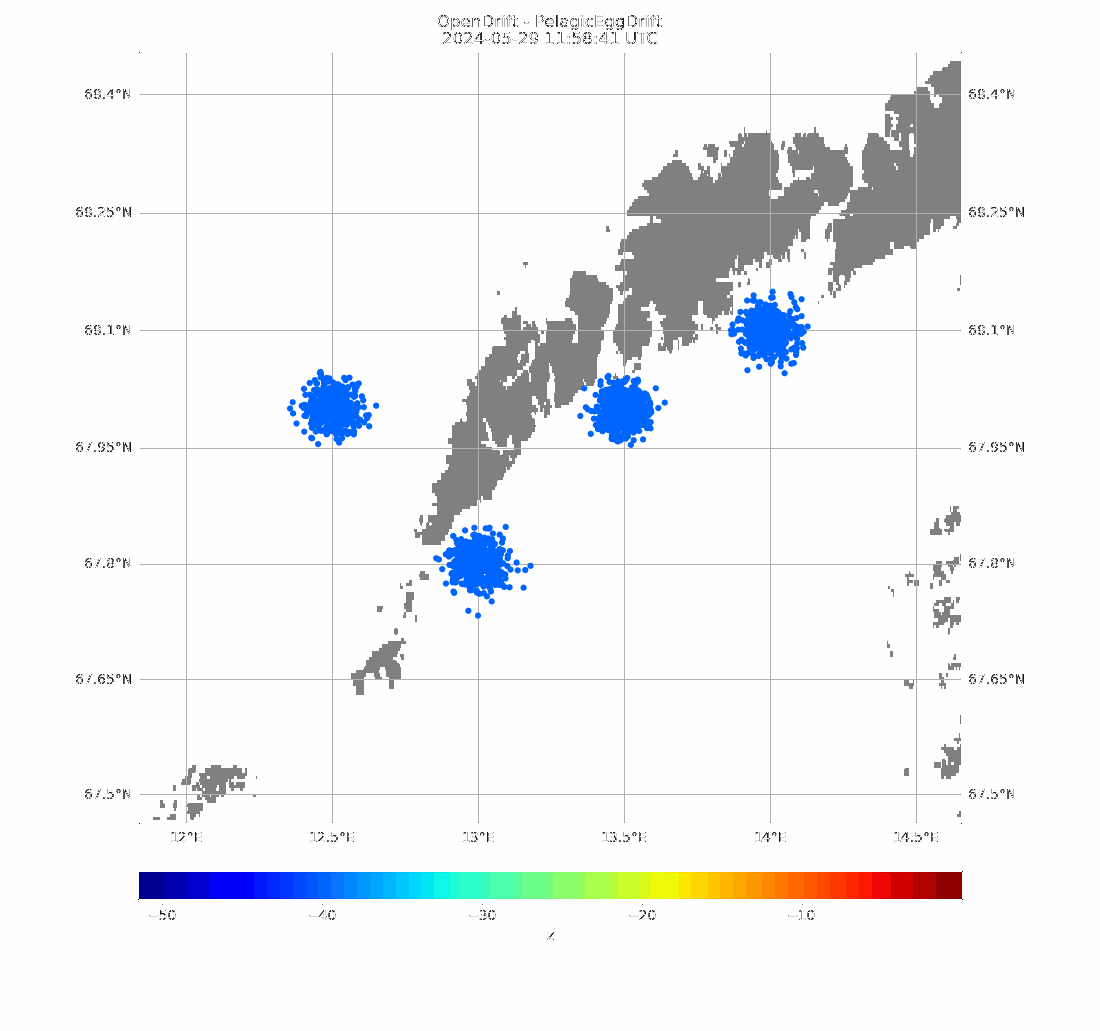 OpenDrift - PelagicEggDrift
2024-05-29 11:58:41 UTC
68.4°N 68.4°N
68.25°N 68.25°N
68.1°N 68.1°N
67.95°N 67.95°N
67.8°N 67.8°N
67.65°N 67.65°N
67.5°N 67.5°N
12°E 12.5°E 13°E 13.5°E 14°E 14.5°E
−50 −40 −30 −20 −10
z